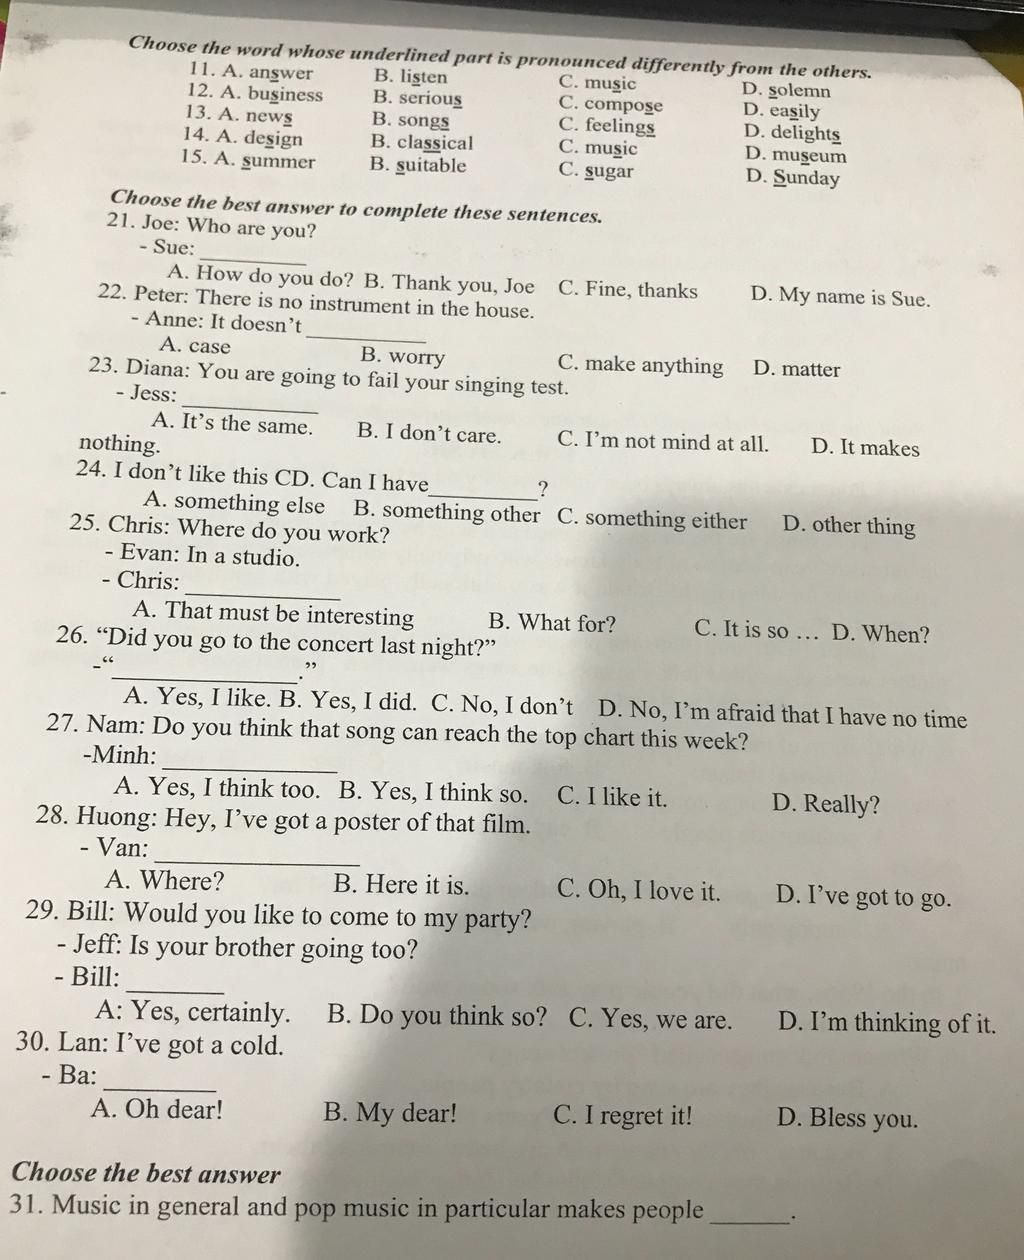 Choose the word whose underlined part is pronounced differently from the others.
11. A. answer B. listen C. music D. solemn
12. A. business B. serious C. compose D. easily
13. A. news B. songs C. feelings D. delights
14. A. design B. classical C. music D. museum
15. A. summer B. suitable C. sugar D. Sunday
Choose the best answer to complete these sentences.
21. Joe: Who are you?
- Sue: __________
A. How do you do? B. Thank you, Joe C. Fine, thanks D. My name is Sue.
22. Peter: There is no instrument in the house.
- Anne: It doesn’t __________
A. case B. worry C. make anything D. matter
23. Diana: You are going to fail your singing test.
- Jess: __________
A. It’s the same. B. I don’t care. C. I’m not mind at all. D. It makes
nothing.
24. I don’t like this CD. Can I have__________?
A. something else B. something other C. something either D. other thing
25. Chris: Where do you work?
- Evan: In a studio.
- Chris: __________
A. That must be interesting B. What for? C. It is so … D. When?
26. “Did you go to the concert last night?”
-“______________.”
A. Yes, I like. B. Yes, I did. C. No, I don’t D. No, I’m afraid that I have no time
27. Nam: Do you think that song can reach the top chart this week?
-Minh: ____________
A. Yes, I think too. B. Yes, I think so. C. I like it. D. Really?
28. Huong: Hey, I’ve got a poster of that film.
- Van: ______________
A. Where? B. Here it is. C. Oh, I love it. D. I’ve got to go.
29. Bill: Would you like to come to my party?
- Jeff: Is your brother going too?
- Bill: _______
A: Yes, certainly. B. Do you think so? C. Yes, we are. D. I’m thinking of it.
30. Lan: I’ve got a cold.
- Ba: ________
A. Oh dear! B. My dear! C. I regret it! D. Bless you.
Choose the best answer
31. Music in general and pop music in particular makes people ______.